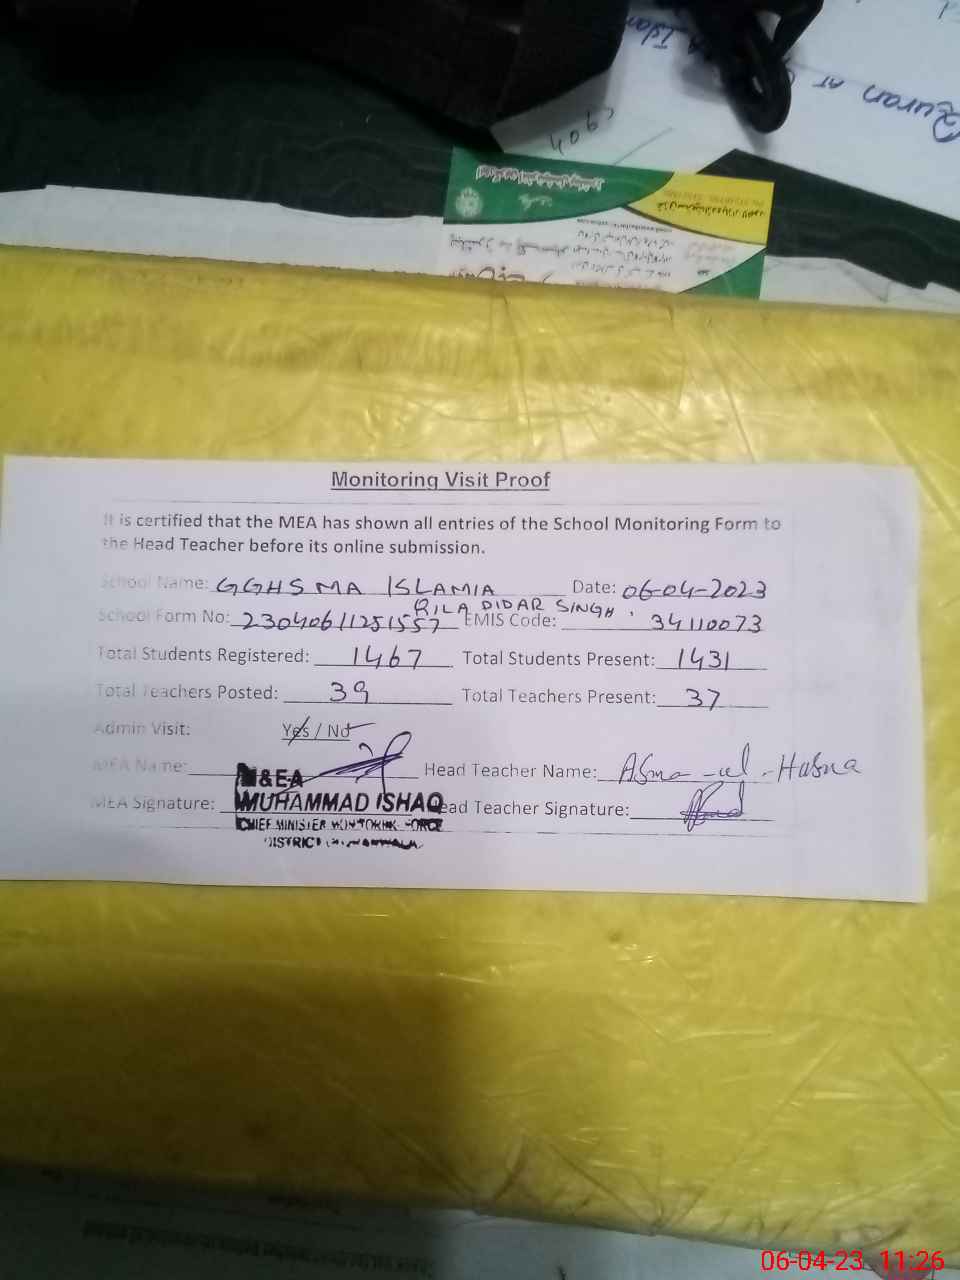 Quran
4069
Monitoring Visit Proof
It is certified that the MEA has shown all entries of the School Monitoring Form to
the Head Teacher before its online submission.
School Name: GGHS MA ISLAMIA Date: 06-04-2023
QILA DIDAR SINGH
School Form No: 23040611251557 EMIS Code: 34110073
Total Students Registered: 1467 Total Students Present: 1431
Total Teachers Posted: 39 Total Teachers Present: 37
Admin Visit: Yes / No
MEA Name: Head Teacher Name: Asma-ul-Husna
M&EA
MEA Signature: MUHAMMAD ISHAQ Head Teacher Signature:
CHIEF MINISTER MONITORING FORCE
DISTRICT
06-04-23 11:26